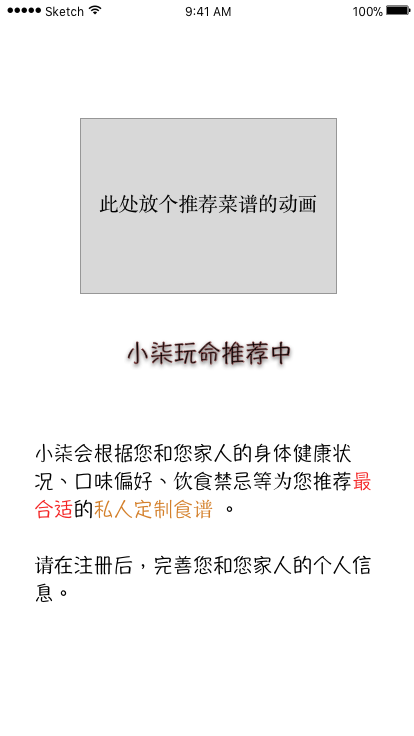 Sketch 9:41 AM 100%
此处放个推荐菜谱的动画
小柒玩命推荐中
小柒会根据您和您家人的身体健康状
况、口味偏好、饮食禁忌等为您推荐最
合适的私人定制食谱 。
请在注册后，完善您和您家人的个人信
息。